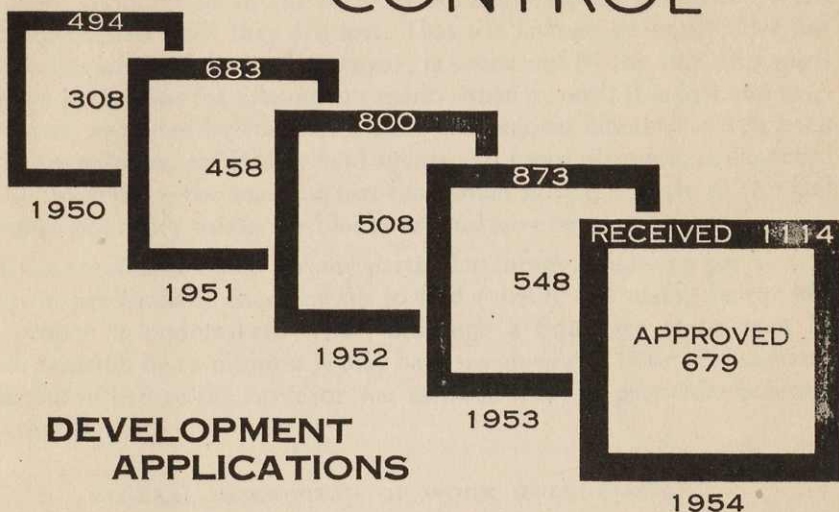 CONTROL
494
308
1950
683
458
1951
800
508
1952
873
548
1953
RECEIVED 1114
APPROVED
679
1954
DEVELOPMENT
APPLICATIONS